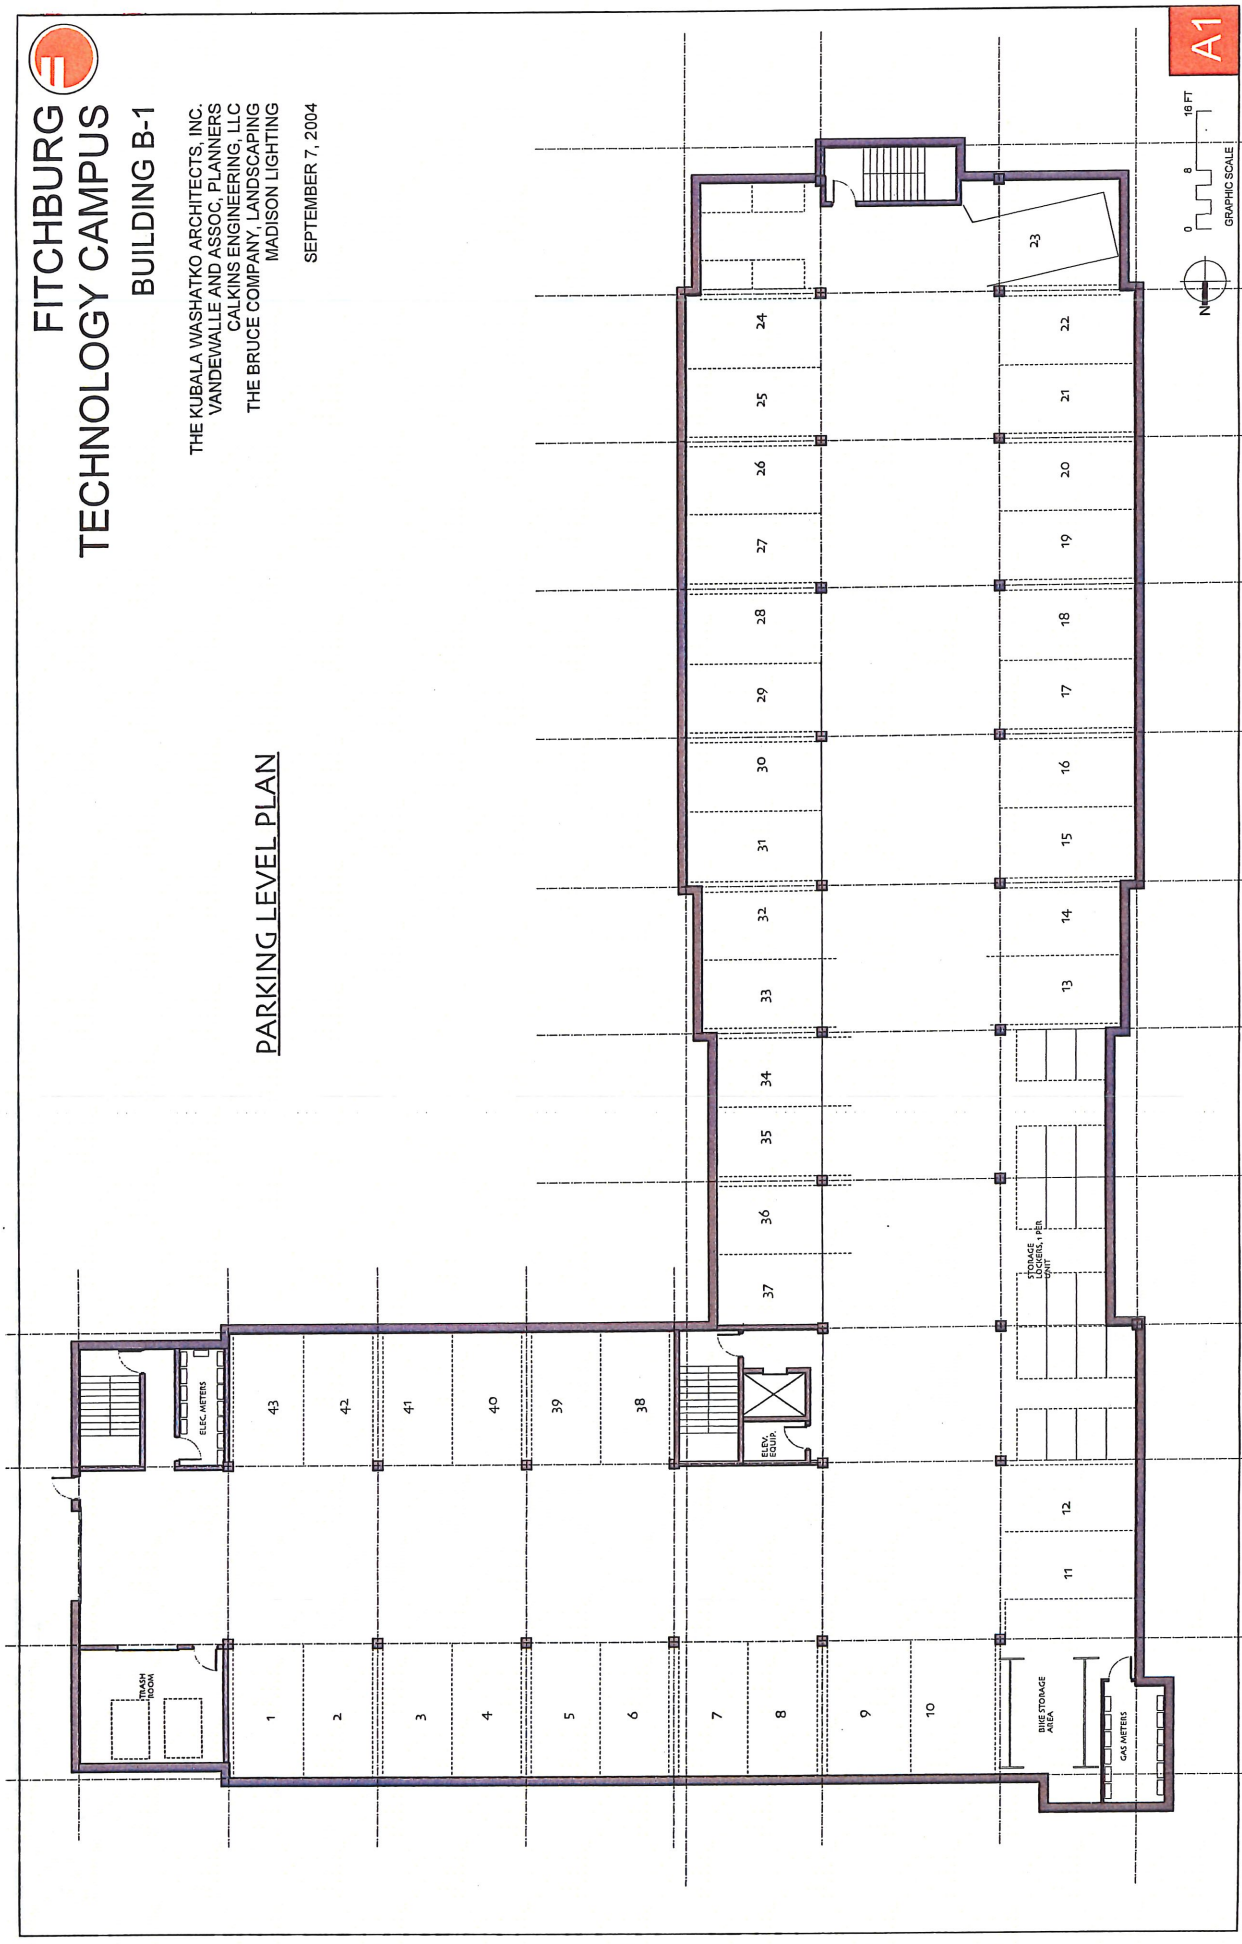 FITCHBURG
TECHNOLOGY CAMPUS
BUILDING B-1
THE KUBALA WASHATKO ARCHITECTS, INC.
VANDEWALLE AND ASSOC, PLANNERS
CALKINS ENGINEERING, LLC
THE BRUCE COMPANY, LANDSCAPING
MADISON LIGHTING
SEPTEMBER 7, 2004
PARKING LEVEL PLAN
A1
0 8 16 FT
GRAPHIC SCALE
N
TRASH
ROOM
ELEC. METERS
1
2
3
4
5
6
7
8
9
10
BIKE STORAGE
AREA
GAS METERS
11
12
STORAGE
LOCKERS, 1 PER
UNIT
13
14
15
16
17
18
19
20
21
22
23
24
25
26
27
28
29
30
31
32
33
34
35
36
37
ELEV.
EQUIP.
38
39
40
41
42
43